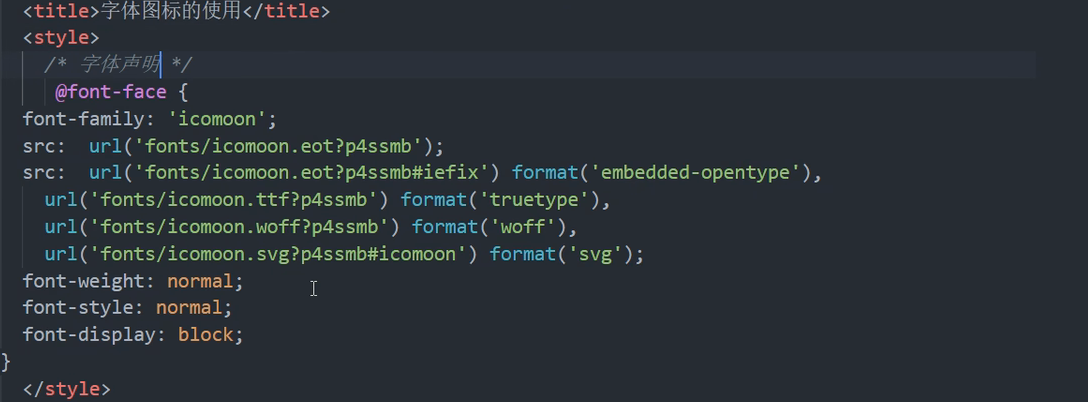 <title>字体图标的使用</title>
<style>
/* 字体声明 */
@font-face {
font-family: 'icomoon';
src:  url('fonts/icomoon.eot?p4ssmb');
src:  url('fonts/icomoon.eot?p4ssmb#iefix') format('embedded-opentype'),
url('fonts/icomoon.ttf?p4ssmb') format('truetype'),
url('fonts/icomoon.woff?p4ssmb') format('woff'),
url('fonts/icomoon.svg?p4ssmb#icomoon') format('svg');
font-weight: normal;
font-style: normal;
font-display: block;
}
</style>